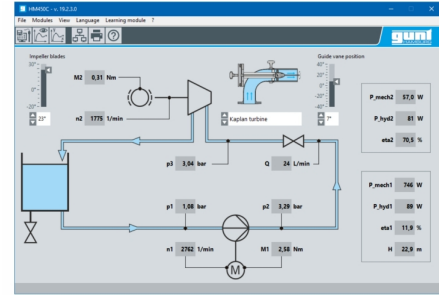 HM450C - v. 19.2.3.0
File Modules View Language Learning module ?
gunt
Impeller blades
30°
0°
-20°
23°
M2 0,31 Nm
n2 1775 1/min
Guide vane position
40°
20°
0°
-20°
7°
Kaplan turbine
P_mech2 57.0 W
P_hyd2 81 W
eta2 70,5 %
p3 3,04 bar
Q 24 L/min
p1 1,08 bar
p2 3,29 bar
n1 2762 1/min
M1 2,58 Nm
M
P_mech1 746 W
P_hyd1 89 W
eta1 11,9 %
H 22,9 m